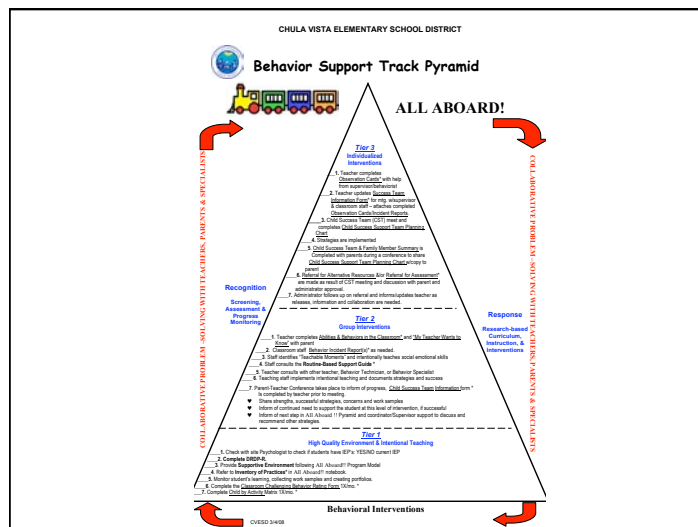 CHULA VISTA ELEMENTARY SCHOOL DISTRICT
Behavior Support Track Pyramid
ALL ABOARD!
COLLABORATIVE PROBLEM -SOLVING WITH TEACHERS, PARENTS & SPECIALISTS
Tier 3
Individualized
Interventions
1. Teacher completes
Observation Cards* with help
from supervisor/behaviorist
2. Teacher updates Success Team
Information Form* for mtg. w/supervisor
& classroom staff – attaches completed
Observation Cards/Incident Reports.
3. Child Success Team (CST) meet and
completes Child Success Support Team Planning
Chart
4. Strategies are implemented
5. Child Success Team & Family Member Summary is
Completed with parents during a conference to share
Child Success Support Team Planning Chart w/copy to
parent
6. Referral for Alternative Resources &/or Referral for Assessment*
are made as result of CST meeting and discussion with parent and
administrator approval.
7. Administrator follows up on referral and informs/updates teacher as
releases, information and collaboration are needed.
Recognition
Screening,
Assessment &
Progress
Monitoring
Response
Research-based
Curriculum,
Instruction, &
Interventions
Tier 2
Group Interventions
1. Teacher completes Abilities & Behaviors in the Classroom* and "My Teacher Wants to
Know" with parent
2. Classroom staff Behavior Incident Report(s)* as needed.
3. Staff identifies "Teachable Moments" and intentionally teaches social emotional skills
4. Staff consults the Routine-Based Support Guide *
5. Teacher consults with other teacher, Behavior Technician, or Behavior Specialist
6. Teaching staff implements intentional teaching and documents strategies and success
7. Parent-Teacher Conference takes place to inform of progress. Child Success Team Information form *
Is completed by teacher prior to meeting.
♥ Share strengths, successful strategies, concerns and work samples
♥ Inform of continued need to support the student at this level of intervention, if successful
♥ Inform of next step in All Aboard !! Pyramid and coordinator/Supervisor support to discuss and
recommend other strategies.
Tier 1
High Quality Environment & Intentional Teaching
1. Check with site Psychologist to check if students have IEP's: YES/NO current IEP
2. Complete DRDP-R.
3. Provide Supportive Environment following All Aboard!! Program Model
4. Refer to Inventory of Practices* in All Aboard!! notebook.
5. Monitor student's learning, collecting work samples and creating portfolios.
6. Complete the Classroom Challenging Behavior Rating Form 1X/mo. *
7. Complete Child by Activity Matrix 1X/mo. *
COLLABORATIVE PROBLEM -SOLVING WITH TEACHERS, PARENTS & SPECIALISTS
Behavioral Interventions
CVESD 3/4/09